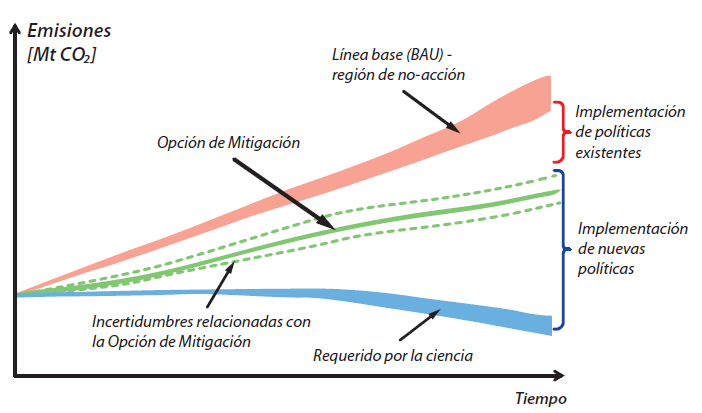 Emisiones
[Mt CO₂]
Línea base (BAU) -
región de no-acción
Opción de Mitigación
Implementación
de políticas
existentes
Implementación
de nuevas
políticas
Incertidumbres relacionadas con
la Opción de Mitigación
Requerido por la ciencia
Tiempo